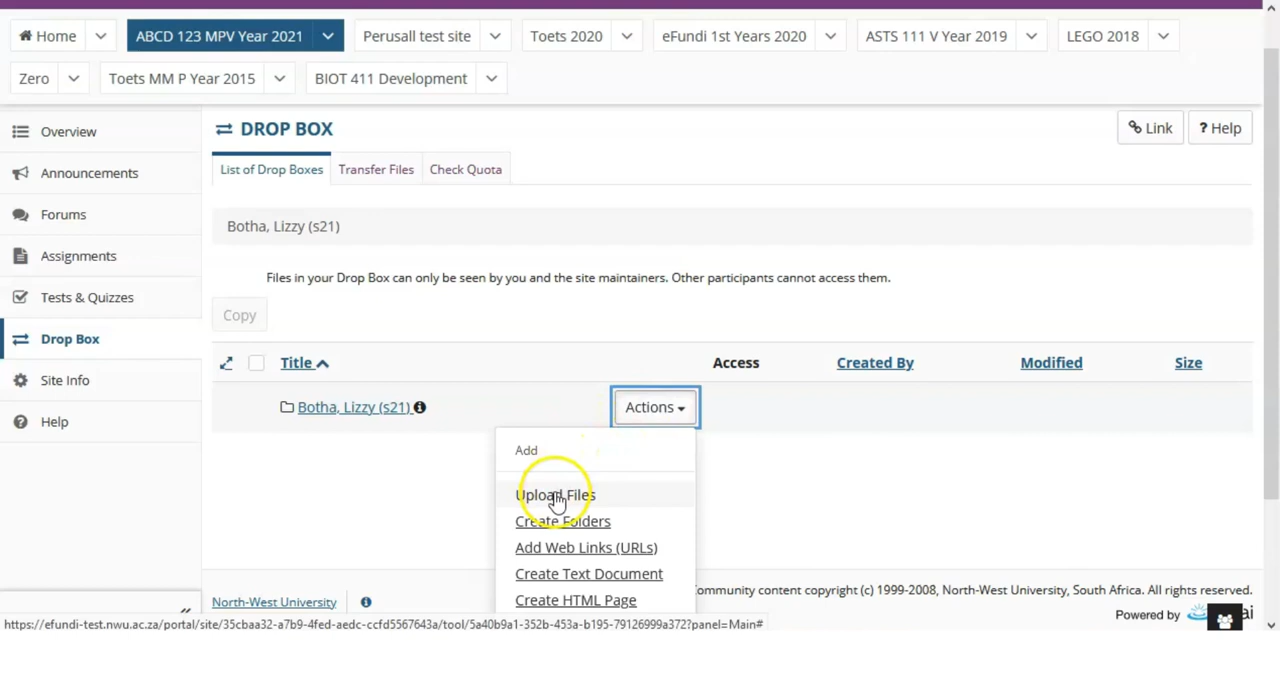 Home
ABCD 123 MPV Year 2021
Perusall test site
Toets 2020
eFundi 1st Years 2020
ASTS 111 V Year 2019
LEGO 2018
Zero
Toets MM P Year 2015
BIOT 411 Development
Overview
Announcements
Forums
Assignments
Tests & Quizzes
Drop Box
Site Info
Help
DROP BOX
Link
? Help
List of Drop Boxes
Transfer Files
Check Quota
Botha, Lizzy (s21)
Files in your Drop Box can only be seen by you and the site maintainers. Other participants cannot access them.
Copy
Title
Access
Created By
Modified
Size
Botha, Lizzy (s21)
Actions
Add
Upload Files
Create Folders
Add Web Links (URLs)
Create Text Document
Create HTML Page
North-West University
ommunity content copyright (c) 1999-2008, North-West University, South Africa. All rights reserved.
Powered by
https://efundi-test.nwu.ac.za/portal/site/35cbaa32-a7b9-4fed-aedc-ccfd5567643a/tool/5a40b9a1-352b-453a-b195-79126999a372?panel=Main#